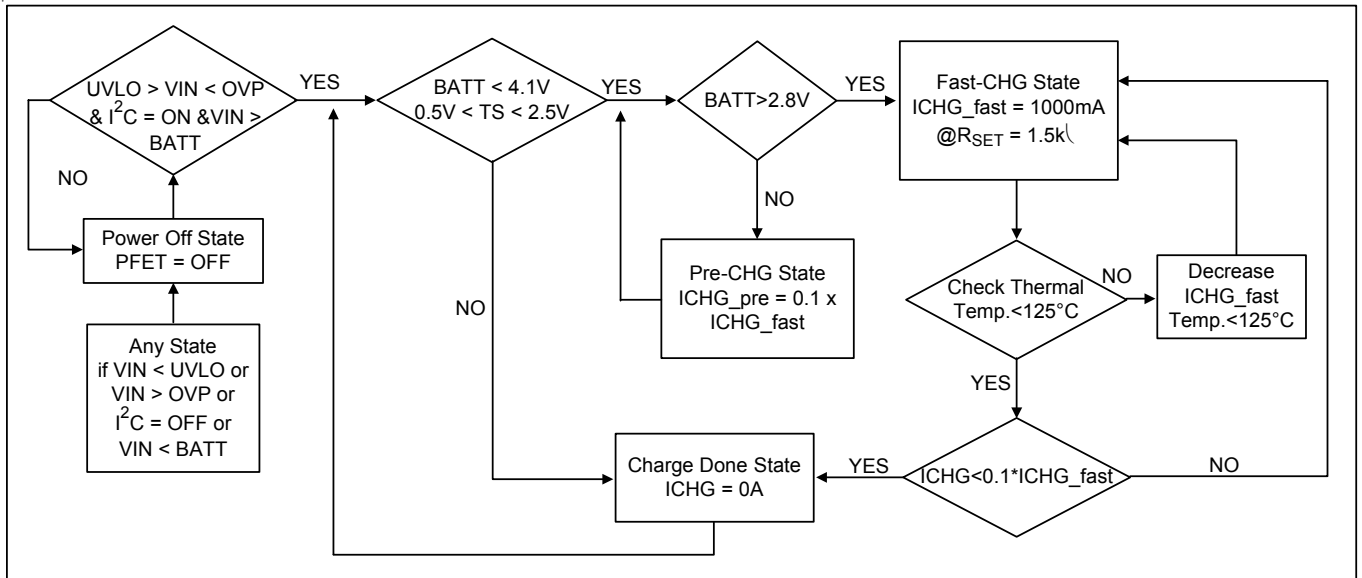 UVLO > VIN < OVP
& I²C = ON &VIN >
BATT
YES
NO
Power Off State
PFET = OFF
Any State
if VIN < UVLO or
VIN > OVP or
I²C = OFF or
VIN < BATT
BATT < 4.1V
0.5V < TS < 2.5V
YES
NO
BATT>2.8V
YES
NO
Pre-CHG State
ICHG_pre = 0.1 x
ICHG_fast
Fast-CHG State
ICHG_fast = 1000mA
@RSET = 1.5k(
Check Thermal
Temp.<125°C
NO
Decrease
ICHG_fast
Temp.<125°C
YES
ICHG<0.1*ICHG_fast
NO
YES
Charge Done State
ICHG = 0A